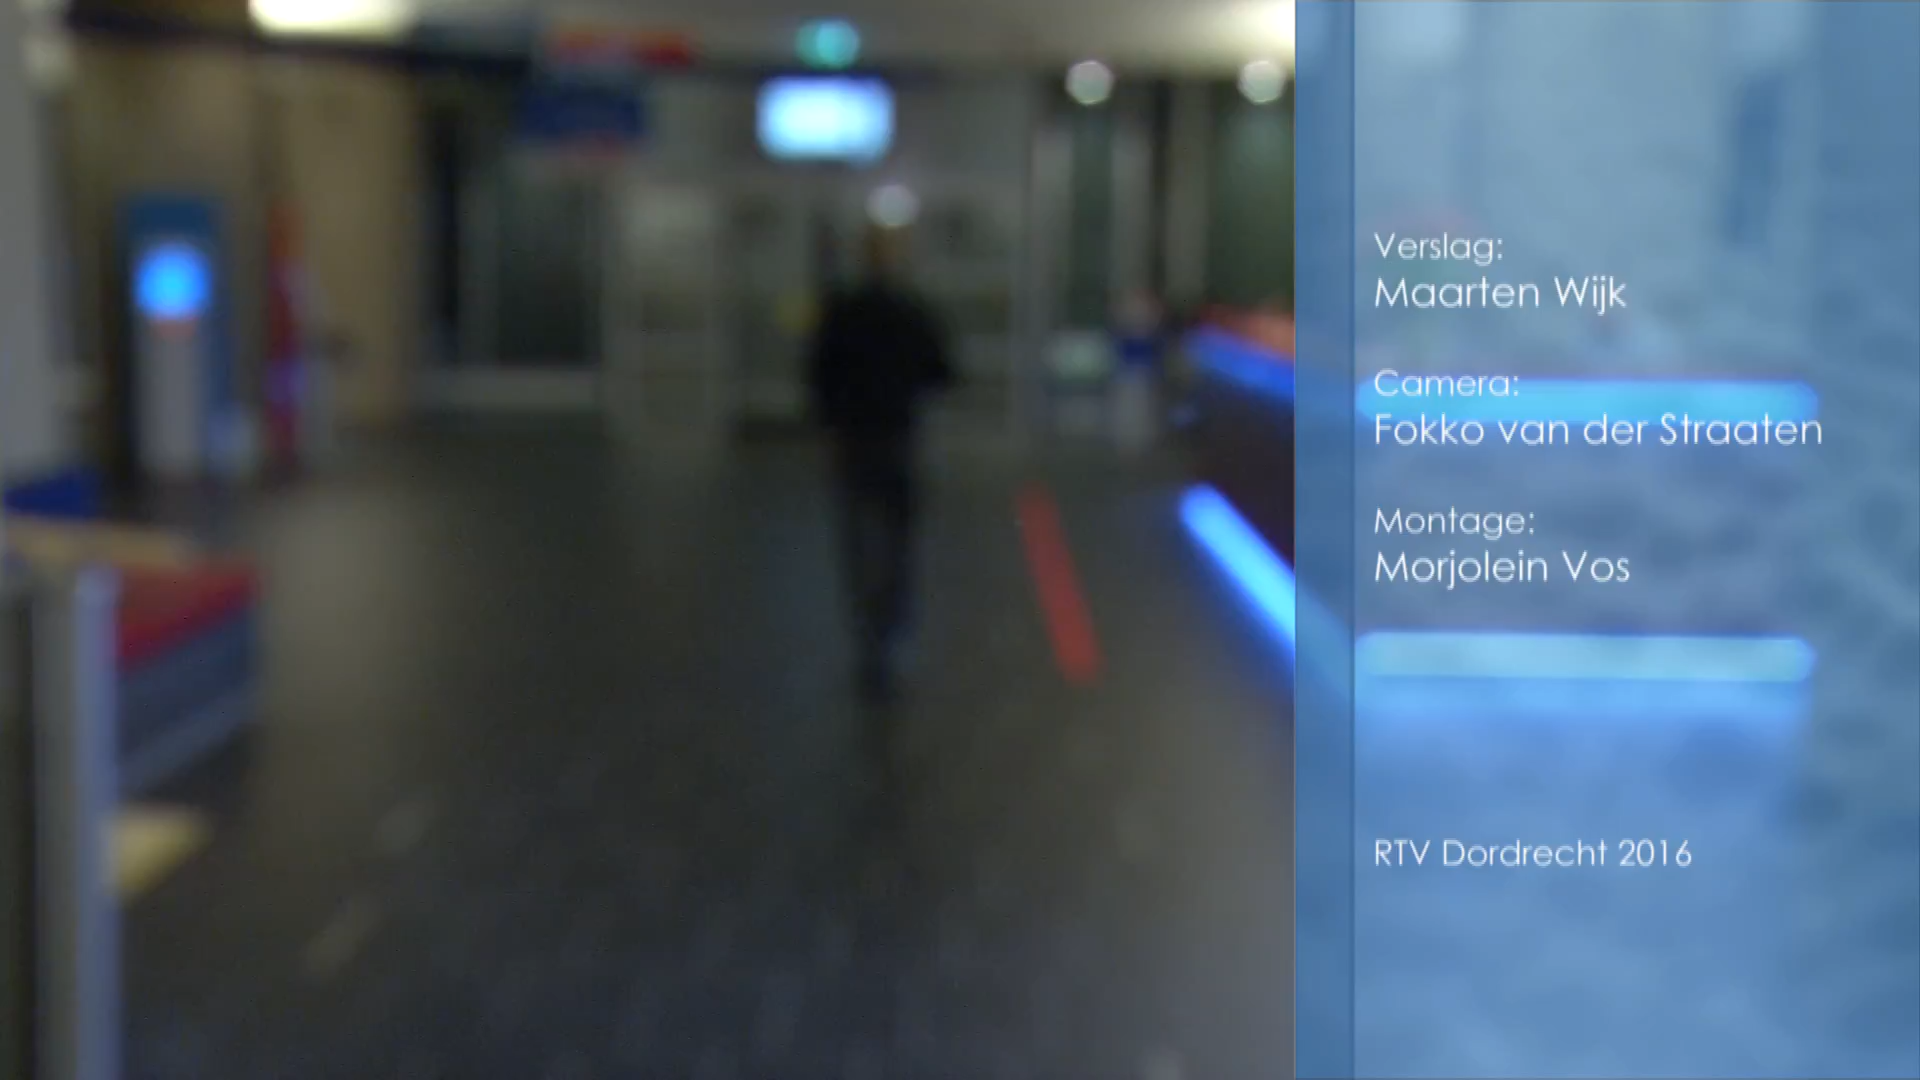 Verslag:
Maarten Wijk
Camera:
Fokko van der Straaten
Montage:
Morjolein Vos
RTV Dordrecht 2016